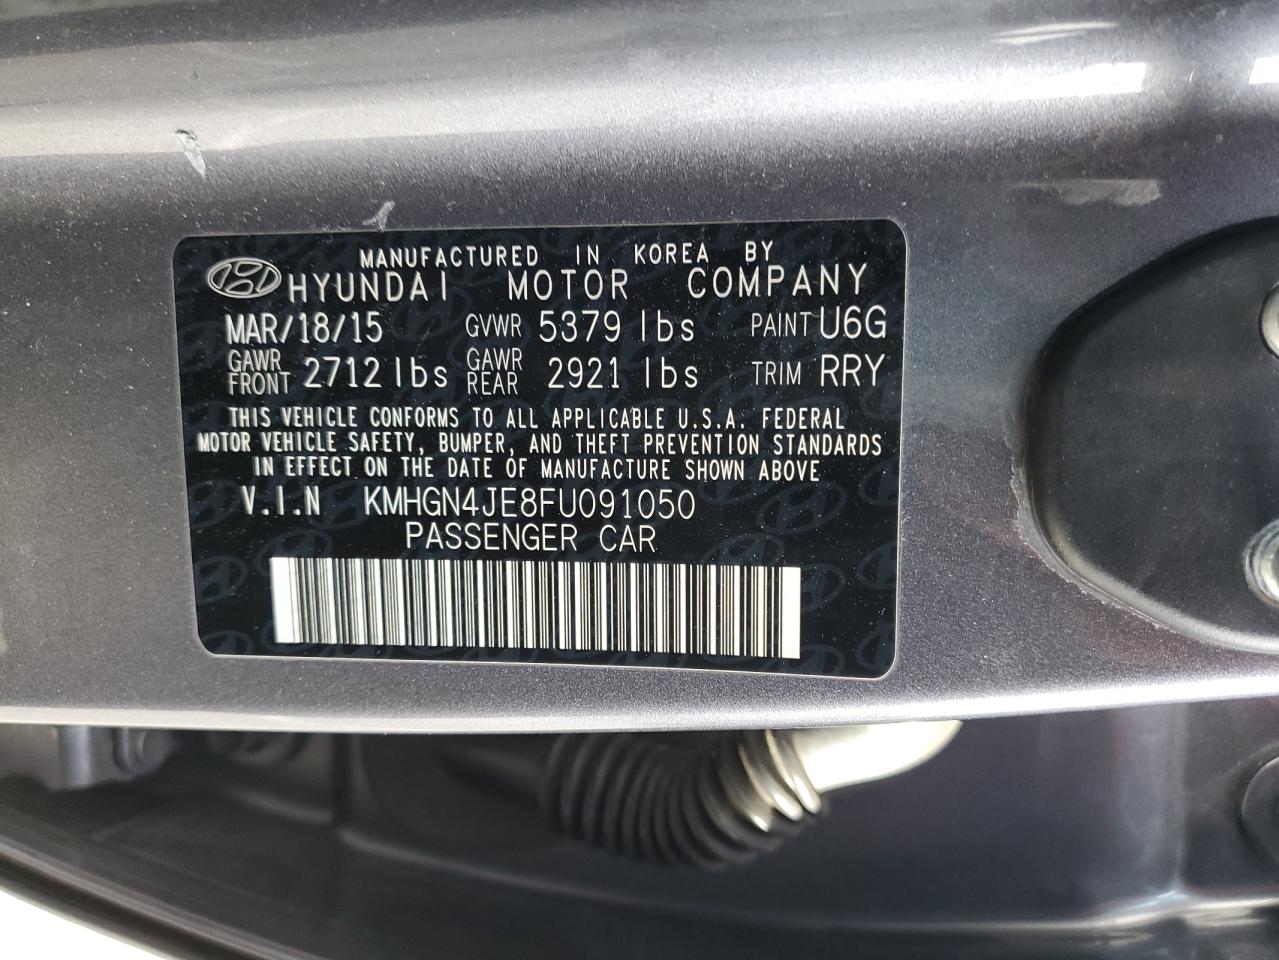 MANUFACTURED IN KOREA BY
HYUNDAI MOTOR COMPANY
MAR/18/15 GVWR 5379 lbs PAINT U6G
GAWR FRONT 2712 lbs GAWR REAR 2921 lbs TRIM RRY
THIS VEHICLE CONFORMS TO ALL APPLICABLE U.S.A. FEDERAL
MOTOR VEHICLE SAFETY, BUMPER, AND THEFT PREVENTION STANDARDS
IN EFFECT ON THE DATE OF MANUFACTURE SHOWN ABOVE
V.I.N KMHGN4JE8FU091050
PASSENGER CAR